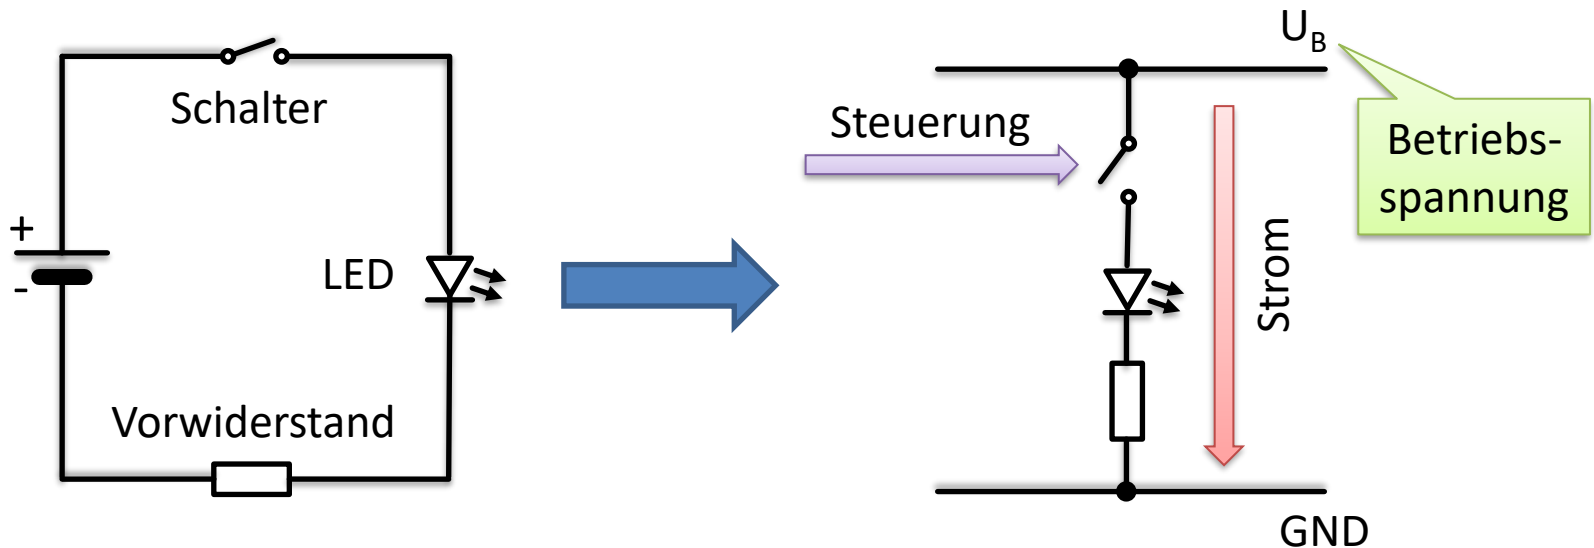 Schalter
+
-
LED
Vorwiderstand
U_B
Steuerung
Betriebs-
spannung
Strom
GND